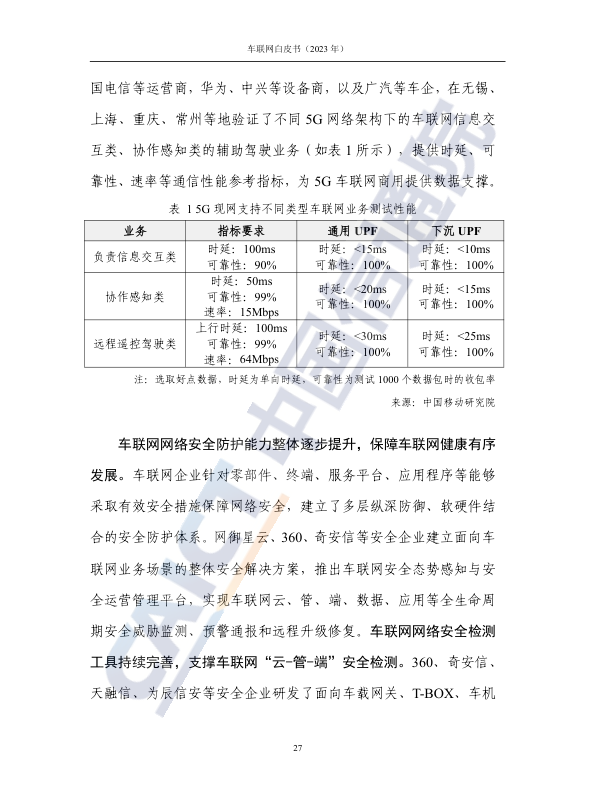 车联网白皮书（2023 年）
国电信等运营商，华为、中兴等设备商，以及广汽等车企，在无锡、
上海、重庆、常州等地验证了不同 5G 网络架构下的车联网信息交
互类、协作感知类的辅助驾驶业务（如表 1 所示），提供时延、可
靠性、速率等通信性能参考指标，为 5G 车联网商用提供数据支撑。
表 1 5G 现网支持不同类型车联网业务测试性能
业务 指标要求 通用 UPF 下沉 UPF
负责信息交互类 时延：100ms 可靠性：90% 时延：<15ms 可靠性：100% 时延：<10ms 可靠性：100%
协作感知类 时延：50ms 可靠性：99% 速率：15Mbps 时延：<20ms 可靠性：100% 时延：<15ms 可靠性：100%
远程遥控驾驶类 上行时延：100ms 可靠性：99% 速率：64Mbps 时延：<30ms 可靠性：100% 时延：<25ms 可靠性：100%
注：选取好点数据，时延为单向时延，可靠性为测试 1000 个数据包时的收包率
来源：中国移动研究院
车联网网络安全防护能力整体逐步提升，保障车联网健康有序
发展。车联网企业针对零部件、终端、服务平台、应用程序等能够
采取有效安全措施保障网络安全，建立了多层纵深防御、软硬件结
合的安全防护体系。网御星云、360、奇安信等安全企业建立面向车
联网业务场景的整体安全解决方案，推出车联网安全态势感知与安
全运营管理平台，实现车联网云、管、端、数据、应用等全生命周
期安全威胁监测、预警通报和远程升级修复。车联网网络安全检测
工具持续完善，支撑车联网“云-管-端”安全检测。360、奇安信、
天融信、为辰信安等安全企业研发了面向车载网关、T-BOX、车机
27
CAICT 中国信通院